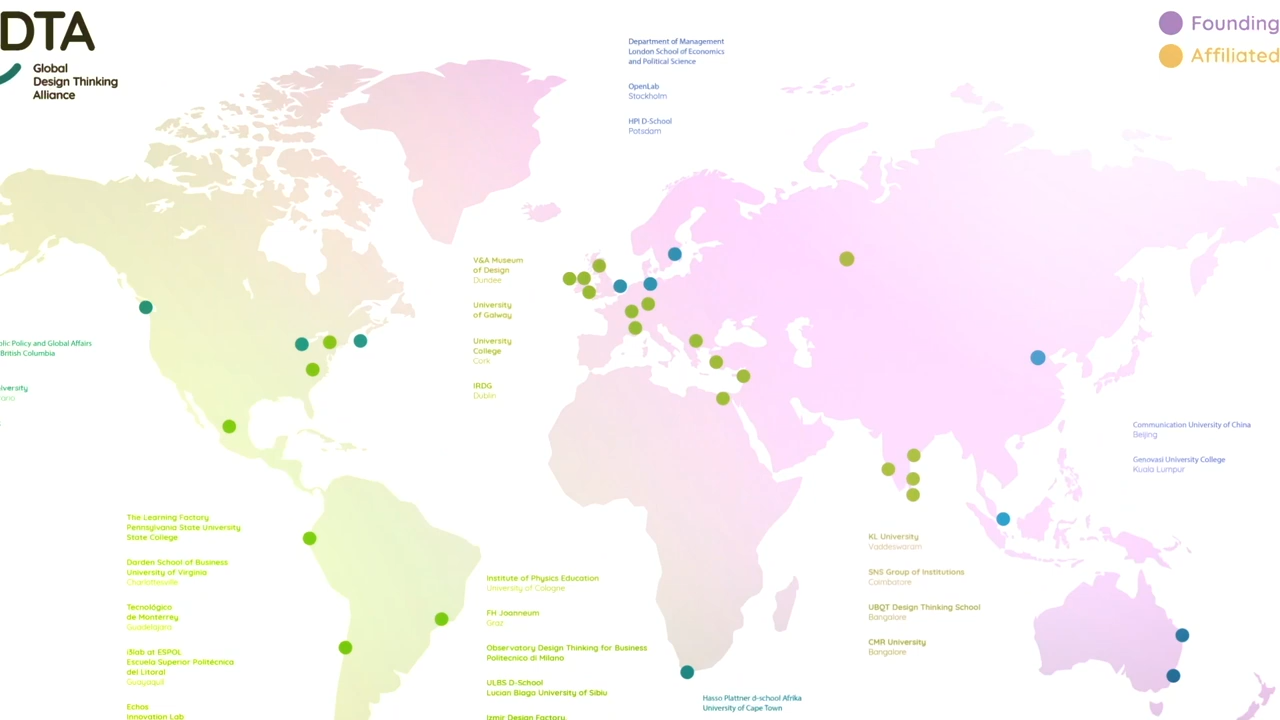 DTA
Global
Design Thinking
Alliance
Founding
Affiliated
Department of Management
London School of Economics
and Political Science
OpenLab
Stockholm
HPI D-School
Potsdam
V&A Museum
of Design
Dundee
University
of Galway
University
College
Cork
IRDG
Dublin
Policy and Global Affairs
British Columbia
Communication University of China
Beijing
Genovasi University College
Kuala Lumpur
The Learning Factory
Pennsylvania State University
State College
Darden School of Business
University of Virginia
Charlottesville
Tecnológico
de Monterrey
Guadelajara
i3lab at ESPOL
Escuela Superior Politécnica
del Litoral
Guayaquil
Echos
Innovation Lab
Institute of Physics Education
University of Cologne
FH Joanneum
Graz
Observatory Design Thinking for Business
Politecnico di Milano
ULBS D-School
Lucian Blaga University of Sibiu
Izmir Design Factory
KL University
Vaddeswaram
SNS Group of Institutions
Coimbatore
UBQT Design Thinking School
Bangalore
CMR University
Bangalore
Hasso Plattner d-school Afrika
University of Cape Town